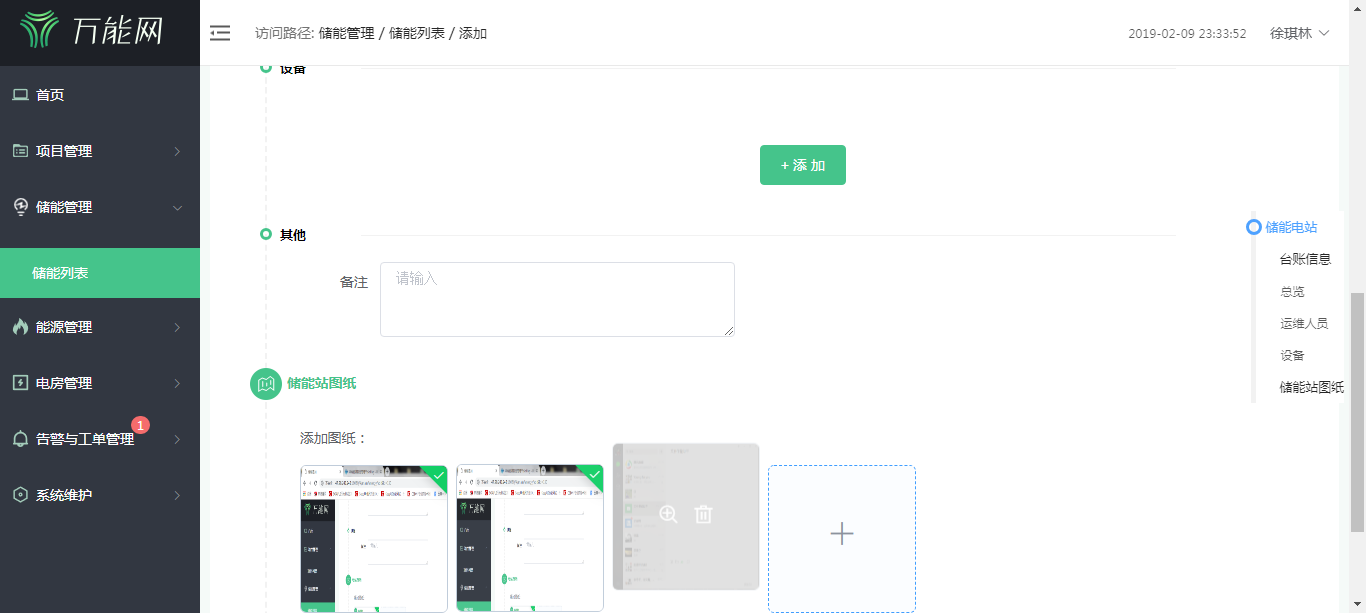 万能网
访问路径: 储能管理 / 储能列表 / 添加
2019-02-09 23:33:52
徐琪林
首页
项目管理
储能管理
储能列表
能源管理
电房管理
告警与工单管理
1
系统维护
设备
+ 添 加
其他
备注
请输入
储能站图纸
添加图纸：
储能电站
台账信息
总览
运维人员
设备
储能站图纸